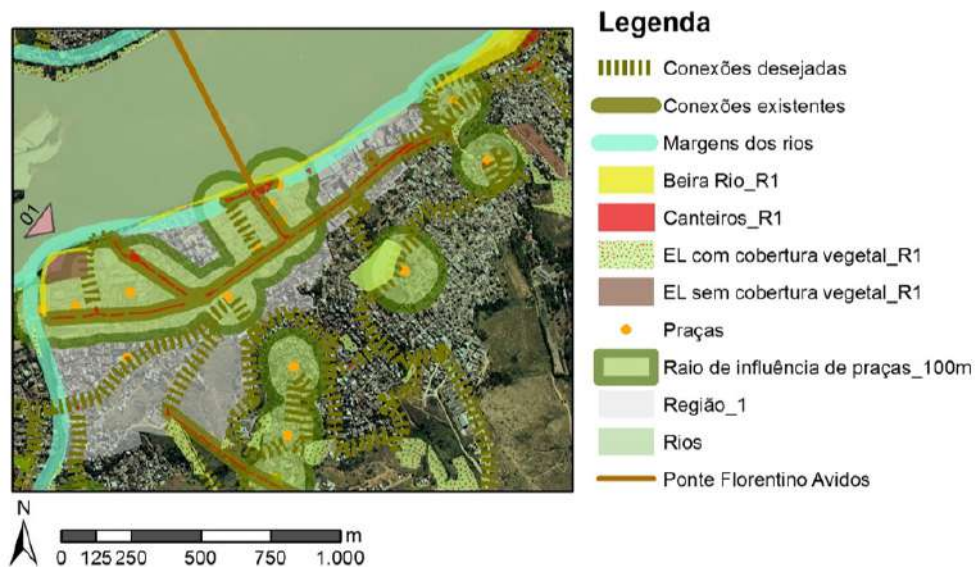 Legenda
Conexões desejadas
Conexões existentes
Margens dos rios
Beira Rio_R1
Canteiros_R1
EL com cobertura vegetal_R1
EL sem cobertura vegetal_R1
Praças
Raio de influência de praças_100m
Região_1
Rios
Ponte Florentino Avidos
01
N
m
0 125 250 500 750 1.000